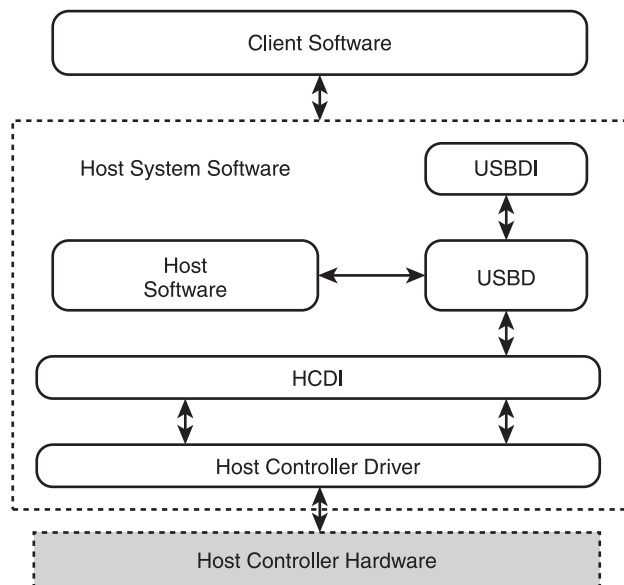 Client Software
Host System Software
USBDI
Host
Software
USBD
HCDI
Host Controller Driver
Host Controller Hardware